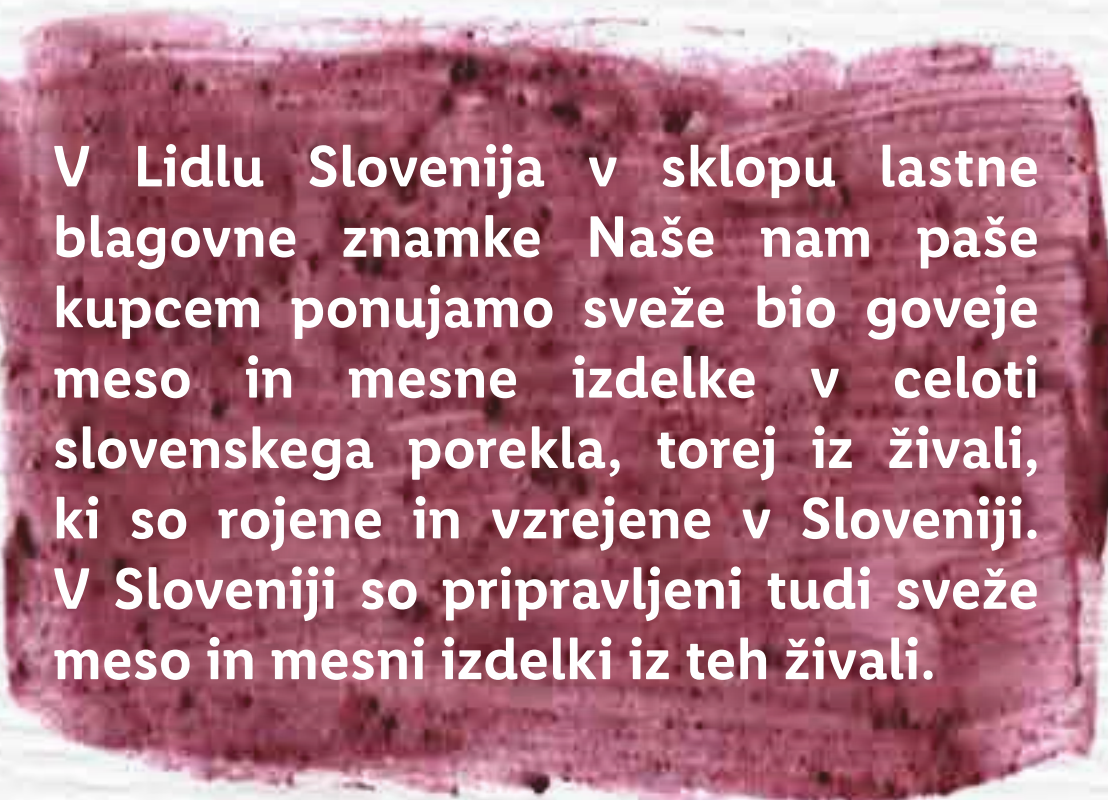 V Lidlu Slovenija v sklopu lastne
blagovne znamke Naše nam paše
kupcem ponujamo sveže bio goveje
meso in mesne izdelke v celoti
slovenskega porekla, torej iz živali,
ki so rojene in vzrejene v Sloveniji.
V Sloveniji so pripravljeni tudi sveže
meso in mesni izdelki iz teh živali.